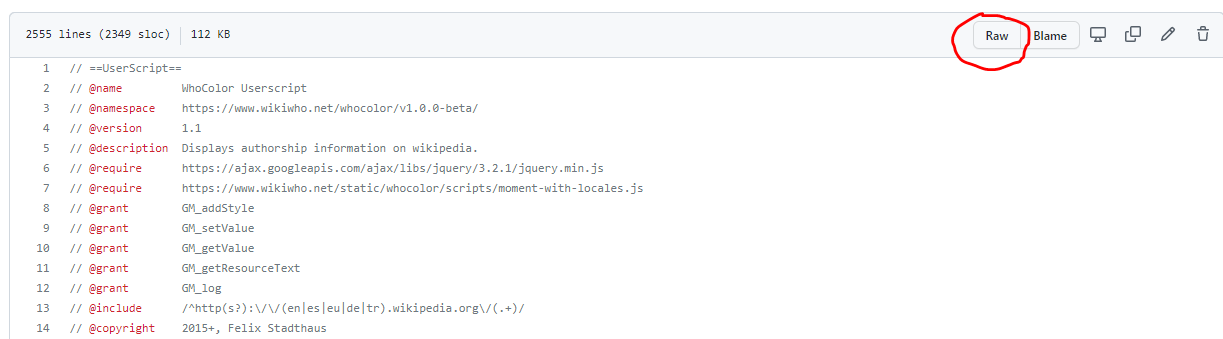 2555 lines (2349 sloc) 112 KB Raw Blame
1 // ==UserScript==
2 // @name WhoColor Userscript
3 // @namespace https://www.wikiwho.net/whocolor/v1.0.0-beta/
4 // @version 1.1
5 // @description Displays authorship information on wikipedia.
6 // @require https://ajax.googleapis.com/ajax/libs/jquery/3.2.1/jquery.min.js
7 // @require https://www.wikiwho.net/static/whocolor/scripts/moment-with-locales.js
8 // @grant GM_addStyle
9 // @grant GM_setValue
10 // @grant GM_getValue
11 // @grant GM_getResourceText
12 // @grant GM_log
13 // @include /^http(s?):\/\/(en|es|eu|de|tr).wikipedia.org\/(.+)/
14 // @copyright 2015+, Felix Stadthaus